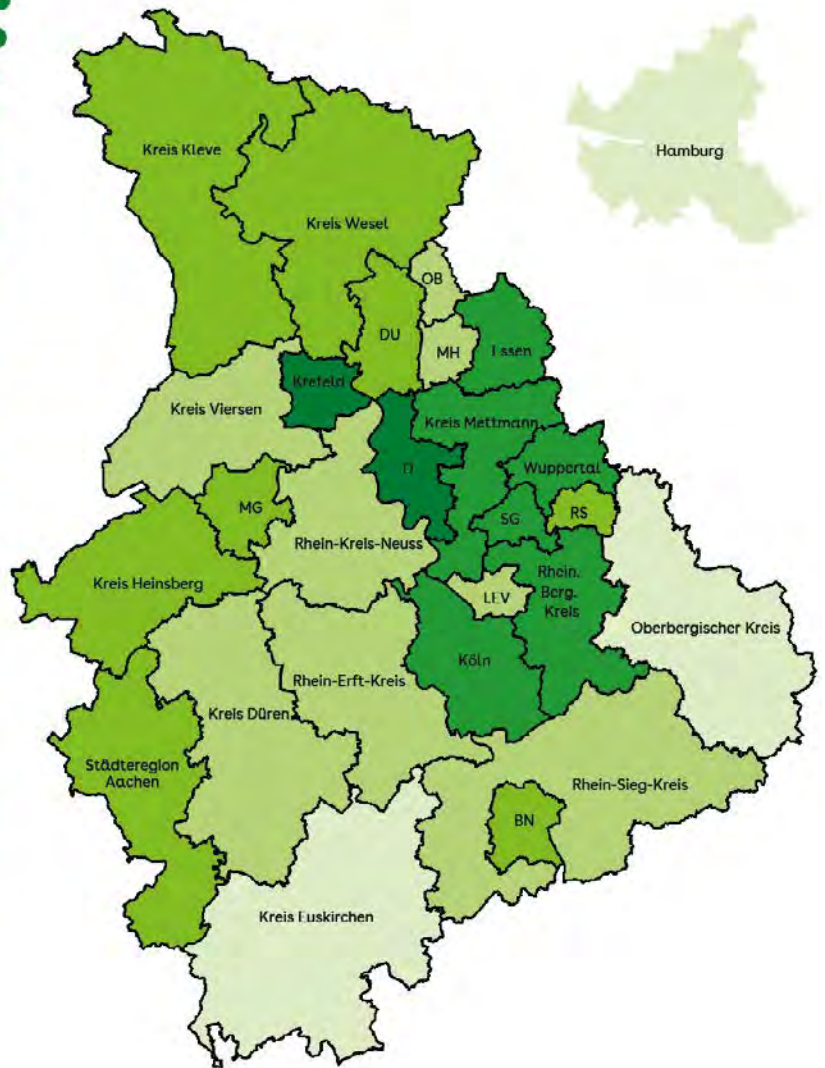 Kreis Kleve
Hamburg
Kreis Wesel
OB
DU
MH
Essen
Krefeld
Kreis Viersen
Kreis Mettmann
D
Wuppertal
MG
SG
RS
Rhein-Kreis-Neuss
Rhein.
Berg.
Kreis
Kreis Heinsberg
LEV
Oberbergischer Kreis
Köln
Rhein-Erft-Kreis
Kreis Düren
Städteregion
Aachen
Rhein-Sieg-Kreis
BN
Kreis Euskirchen